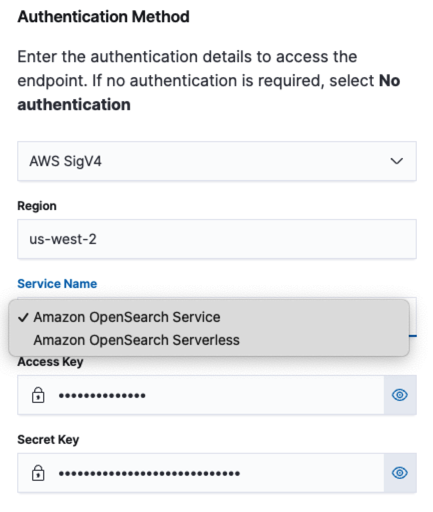 Authentication Method
Enter the authentication details to access the
endpoint. If no authentication is required, select No
authentication
AWS SigV4
Region
us-west-2
Service Name
✓ Amazon OpenSearch Service
Amazon OpenSearch Serverless
Access Key
••••••••••••••
Secret Key
•••••••••••••••••••••••••••••